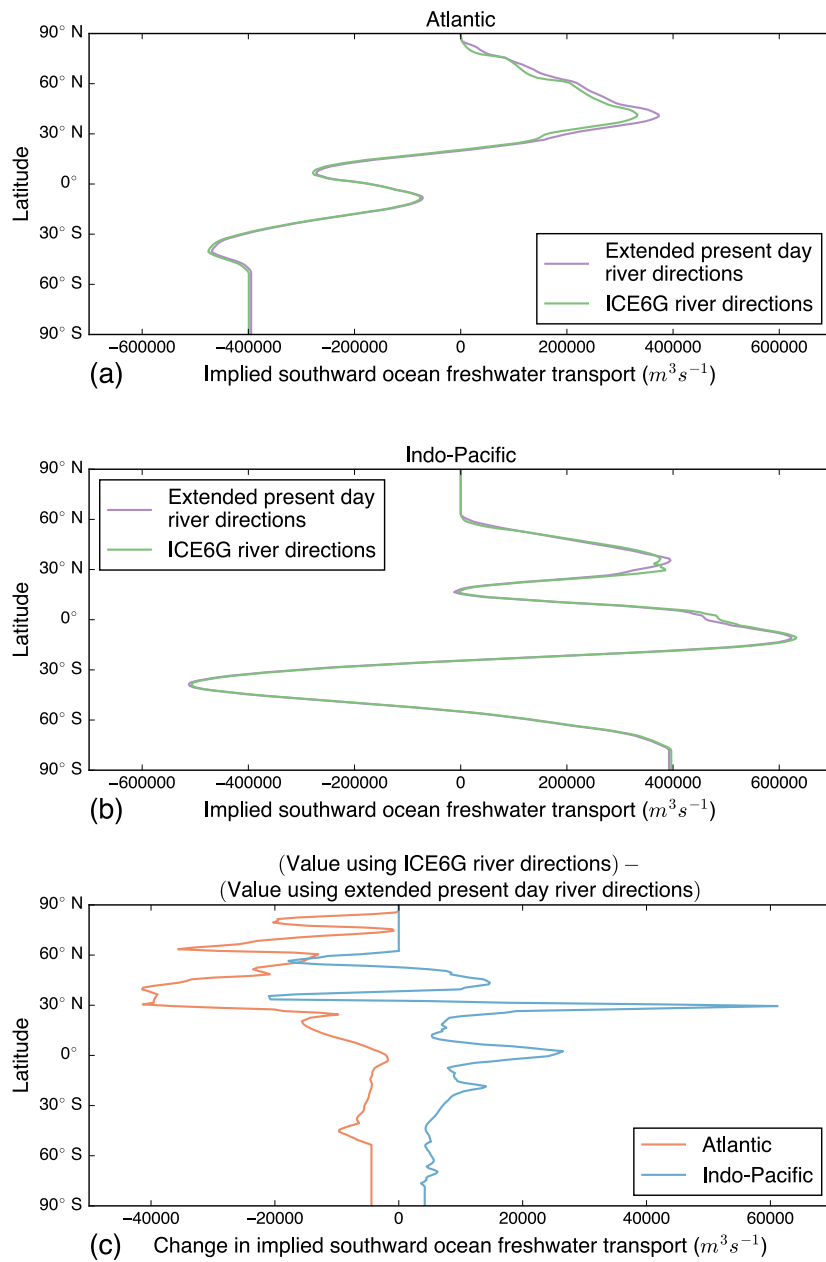 Atlantic
90° N
60° N
30° N
0°
30° S
60° S
90° S
Latitude
Extended present day
river directions
ICE6G river directions
−600000 −400000 −200000 0 200000 400000 600000
(a) Implied southward ocean freshwater transport (m³s⁻¹)
Indo-Pacific
90° N
60° N
30° N
0°
30° S
60° S
90° S
Latitude
Extended present day
river directions
ICE6G river directions
−600000 −400000 −200000 0 200000 400000 600000
(b) Implied southward ocean freshwater transport (m³s⁻¹)
(Value using ICE6G river directions) −
(Value using extended present day river directions)
90° N
60° N
30° N
0°
30° S
60° S
90° S
Latitude
Atlantic
Indo-Pacific
−40000 −20000 0 20000 40000 60000
(c) Change in implied southward ocean freshwater transport (m³s⁻¹)